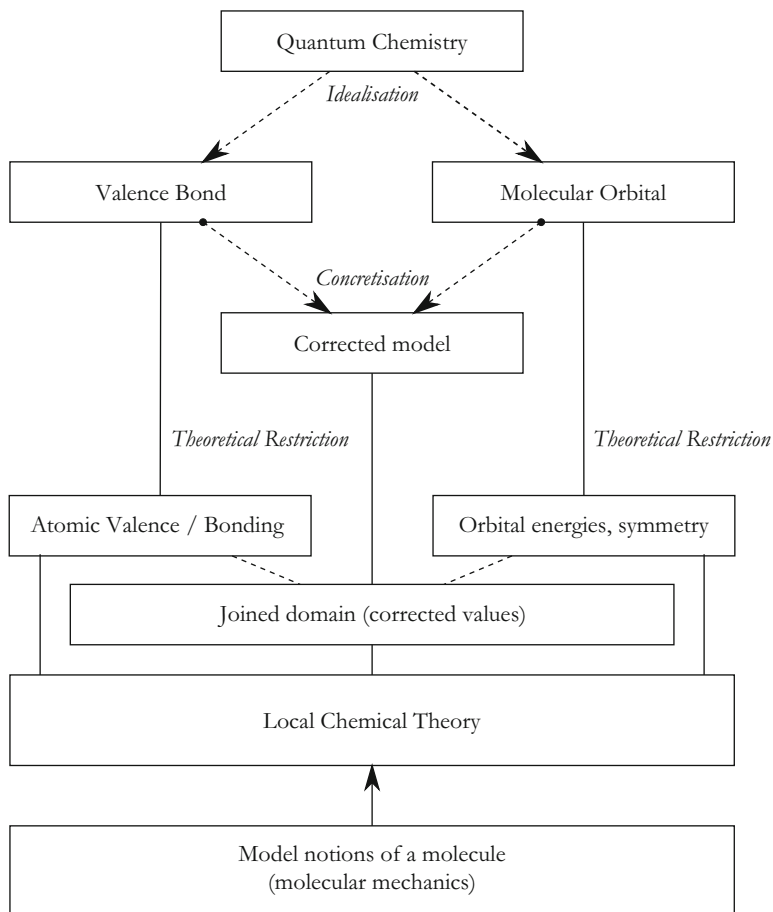 Quantum Chemistry
Idealisation
Valence Bond
Molecular Orbital
Concretisation
Corrected model
Theoretical Restriction
Theoretical Restriction
Atomic Valence / Bonding
Orbital energies, symmetry
Joined domain (corrected values)
Local Chemical Theory
Model notions of a molecule
(molecular mechanics)